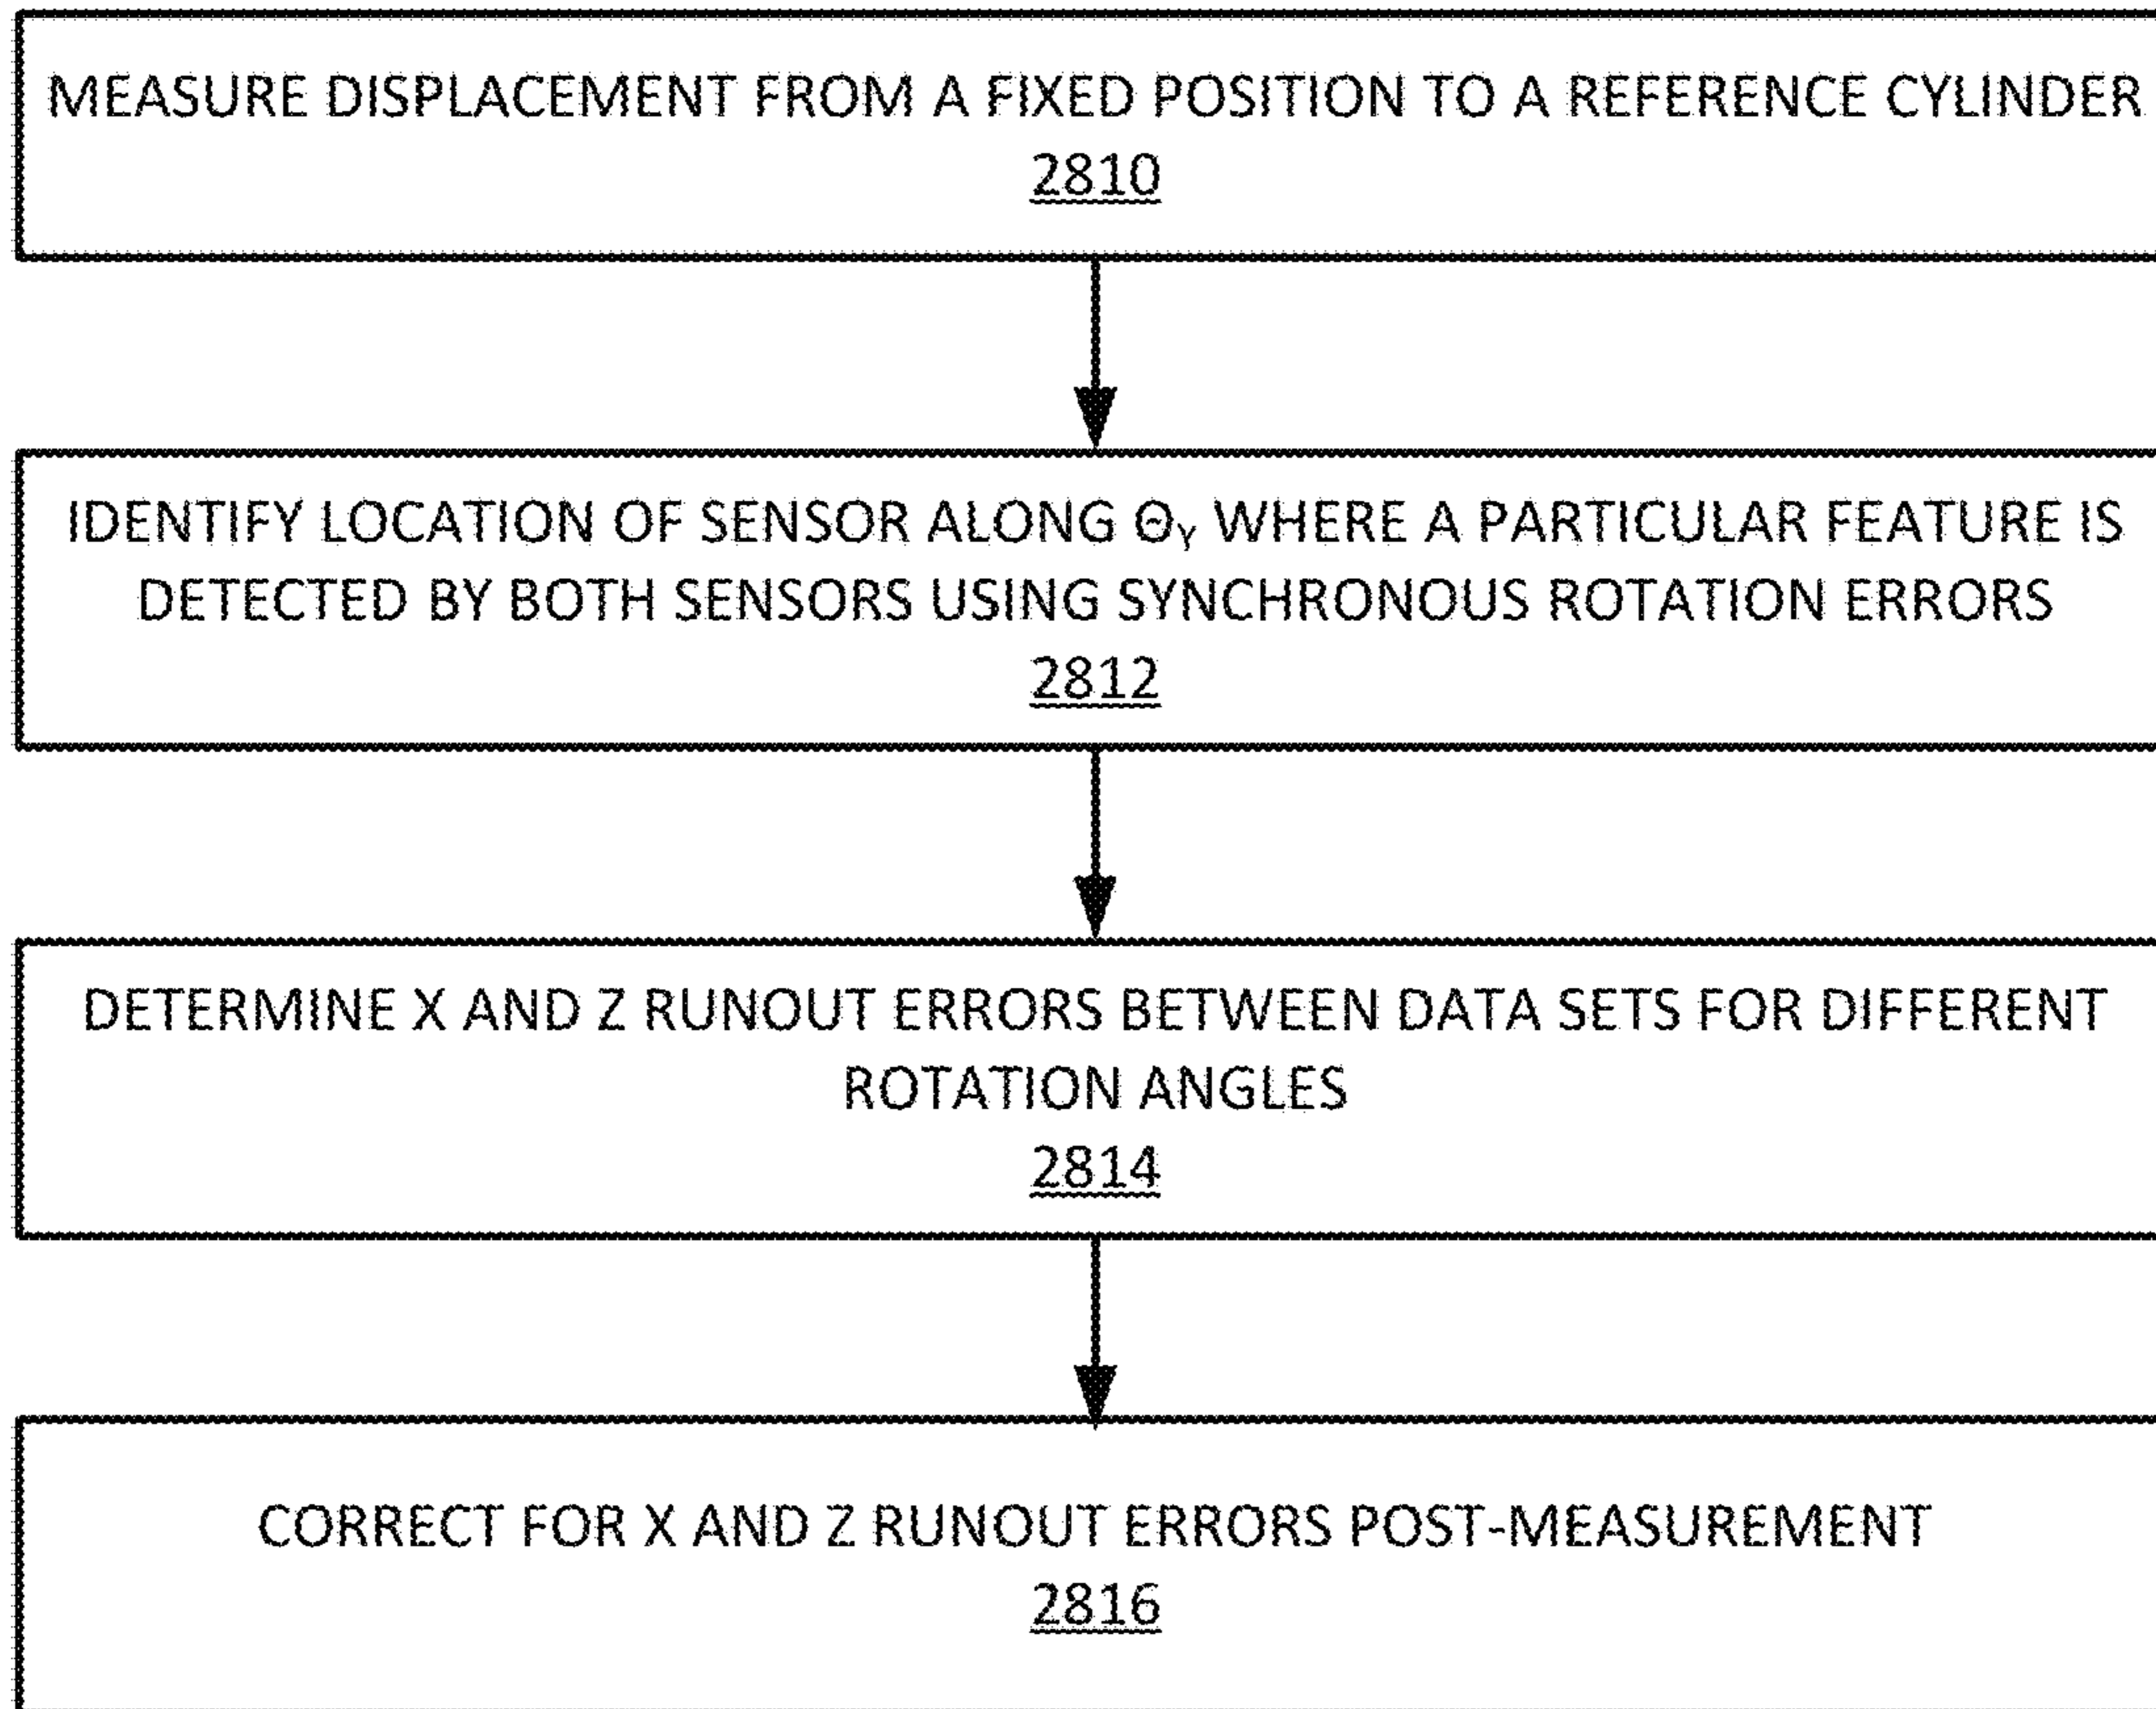 MEASURE DISPLACEMENT FROM A FIXED POSITION TO A REFERENCE CYLINDER
2810
IDENTIFY LOCATION OF SENSOR ALONG Θᵧ WHERE A PARTICULAR FEATURE IS
DETECTED BY BOTH SENSORS USING SYNCHRONOUS ROTATION ERRORS
2812
DETERMINE X AND Z RUNOUT ERRORS BETWEEN DATA SETS FOR DIFFERENT
ROTATION ANGLES
2814
CORRECT FOR X AND Z RUNOUT ERRORS POST-MEASUREMENT
2816